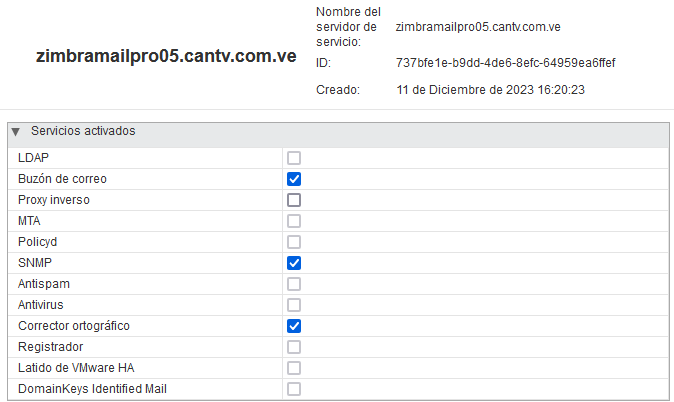 zimbramailpro05.cantv.com.ve
Nombre del
servidor de
servicio:
zimbramailpro05.cantv.com.ve
ID:
737bfe1e-b9dd-4de6-8efc-64959ea6ffef
Creado:
11 de Diciembre de 2023 16:20:23
Servicios activados
LDAP
Buzón de correo
Proxy inverso
MTA
Policyd
SNMP
Antispam
Antivirus
Corrector ortográfico
Registrador
Latido de VMware HA
DomainKeys Identified Mail